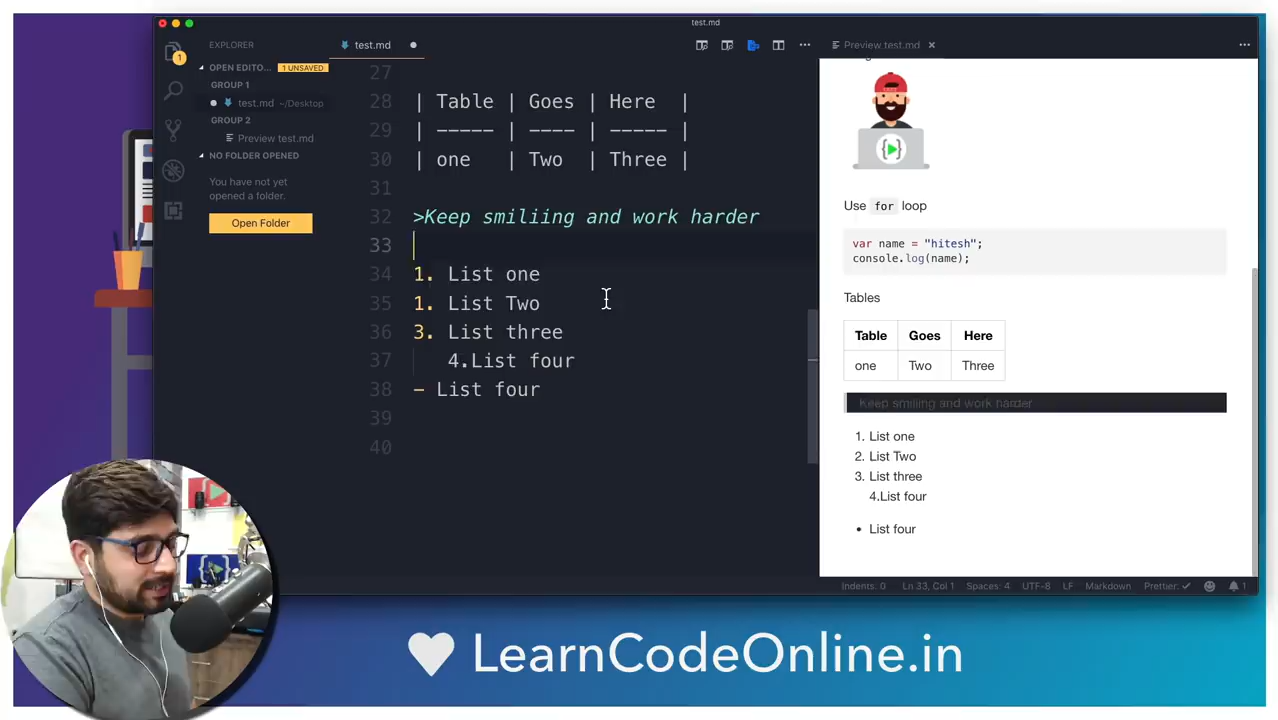 test.md
EXPLORER
OPEN EDITO... 1 UNSAVED
GROUP 1
test.md ~/Desktop
GROUP 2
Preview test.md
NO FOLDER OPENED
You have not yet
opened a folder.
Open Folder
1
test.md
27
28 | Table | Goes | Here |
29 | ----- | ---- | ----- |
30 | one | Two | Three |
31
32 >Keep smiliing and work harder
33
34 1. List one
35 1. List Two
36 3. List three
37 4.List four
38 - List four
39
40
Preview test.md
Use for loop
var name = "hitesh";
console.log(name);
Tables
Table Goes Here
one Two Three
Keep smiliing and work harder
1. List one
2. List Two
3. List three
4.List four
• List four
Indents: 0 Ln 33, Col 1 Spaces: 4 UTF-8 LF Markdown Prettier: ✓ 1
LearnCodeOnline.in